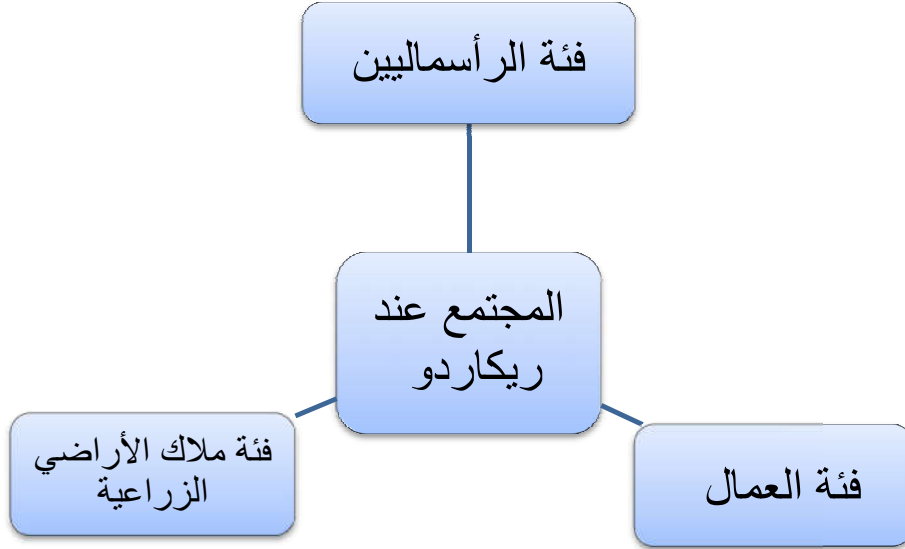 فئة الرأسماليين
المجتمع عند
ريكاردو
فئة العمال
فئة ملاك الأراضي
الزراعية